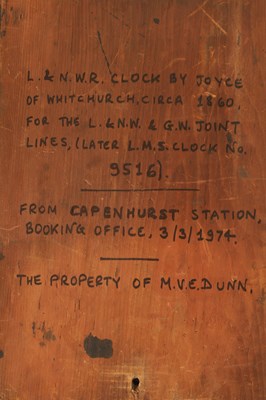 L. & N.W.R. CLOCK BY JOYCE
OF WHITCHURCH, CIRCA 1860,
FOR THE L. & N.W. & G.W. JOINT
LINES, (LATER L.M.S. CLOCK NO.
9516).
FROM CAPENHURST STATION,
BOOKING OFFICE, 3/3/1974.
THE PROPERTY OF M.V.E. DUNN.